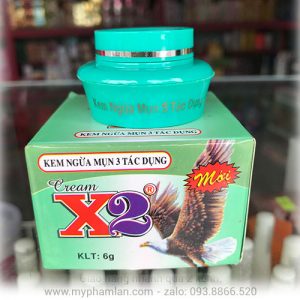 Kem Ngừa Mụn 3 Tác Dụng
KEM NGỪA MỤN 3 TÁC DỤNG
Cream
X2®
Mới
KLT: 6g
www.myphamlan.com - zalo: 093.8866.520